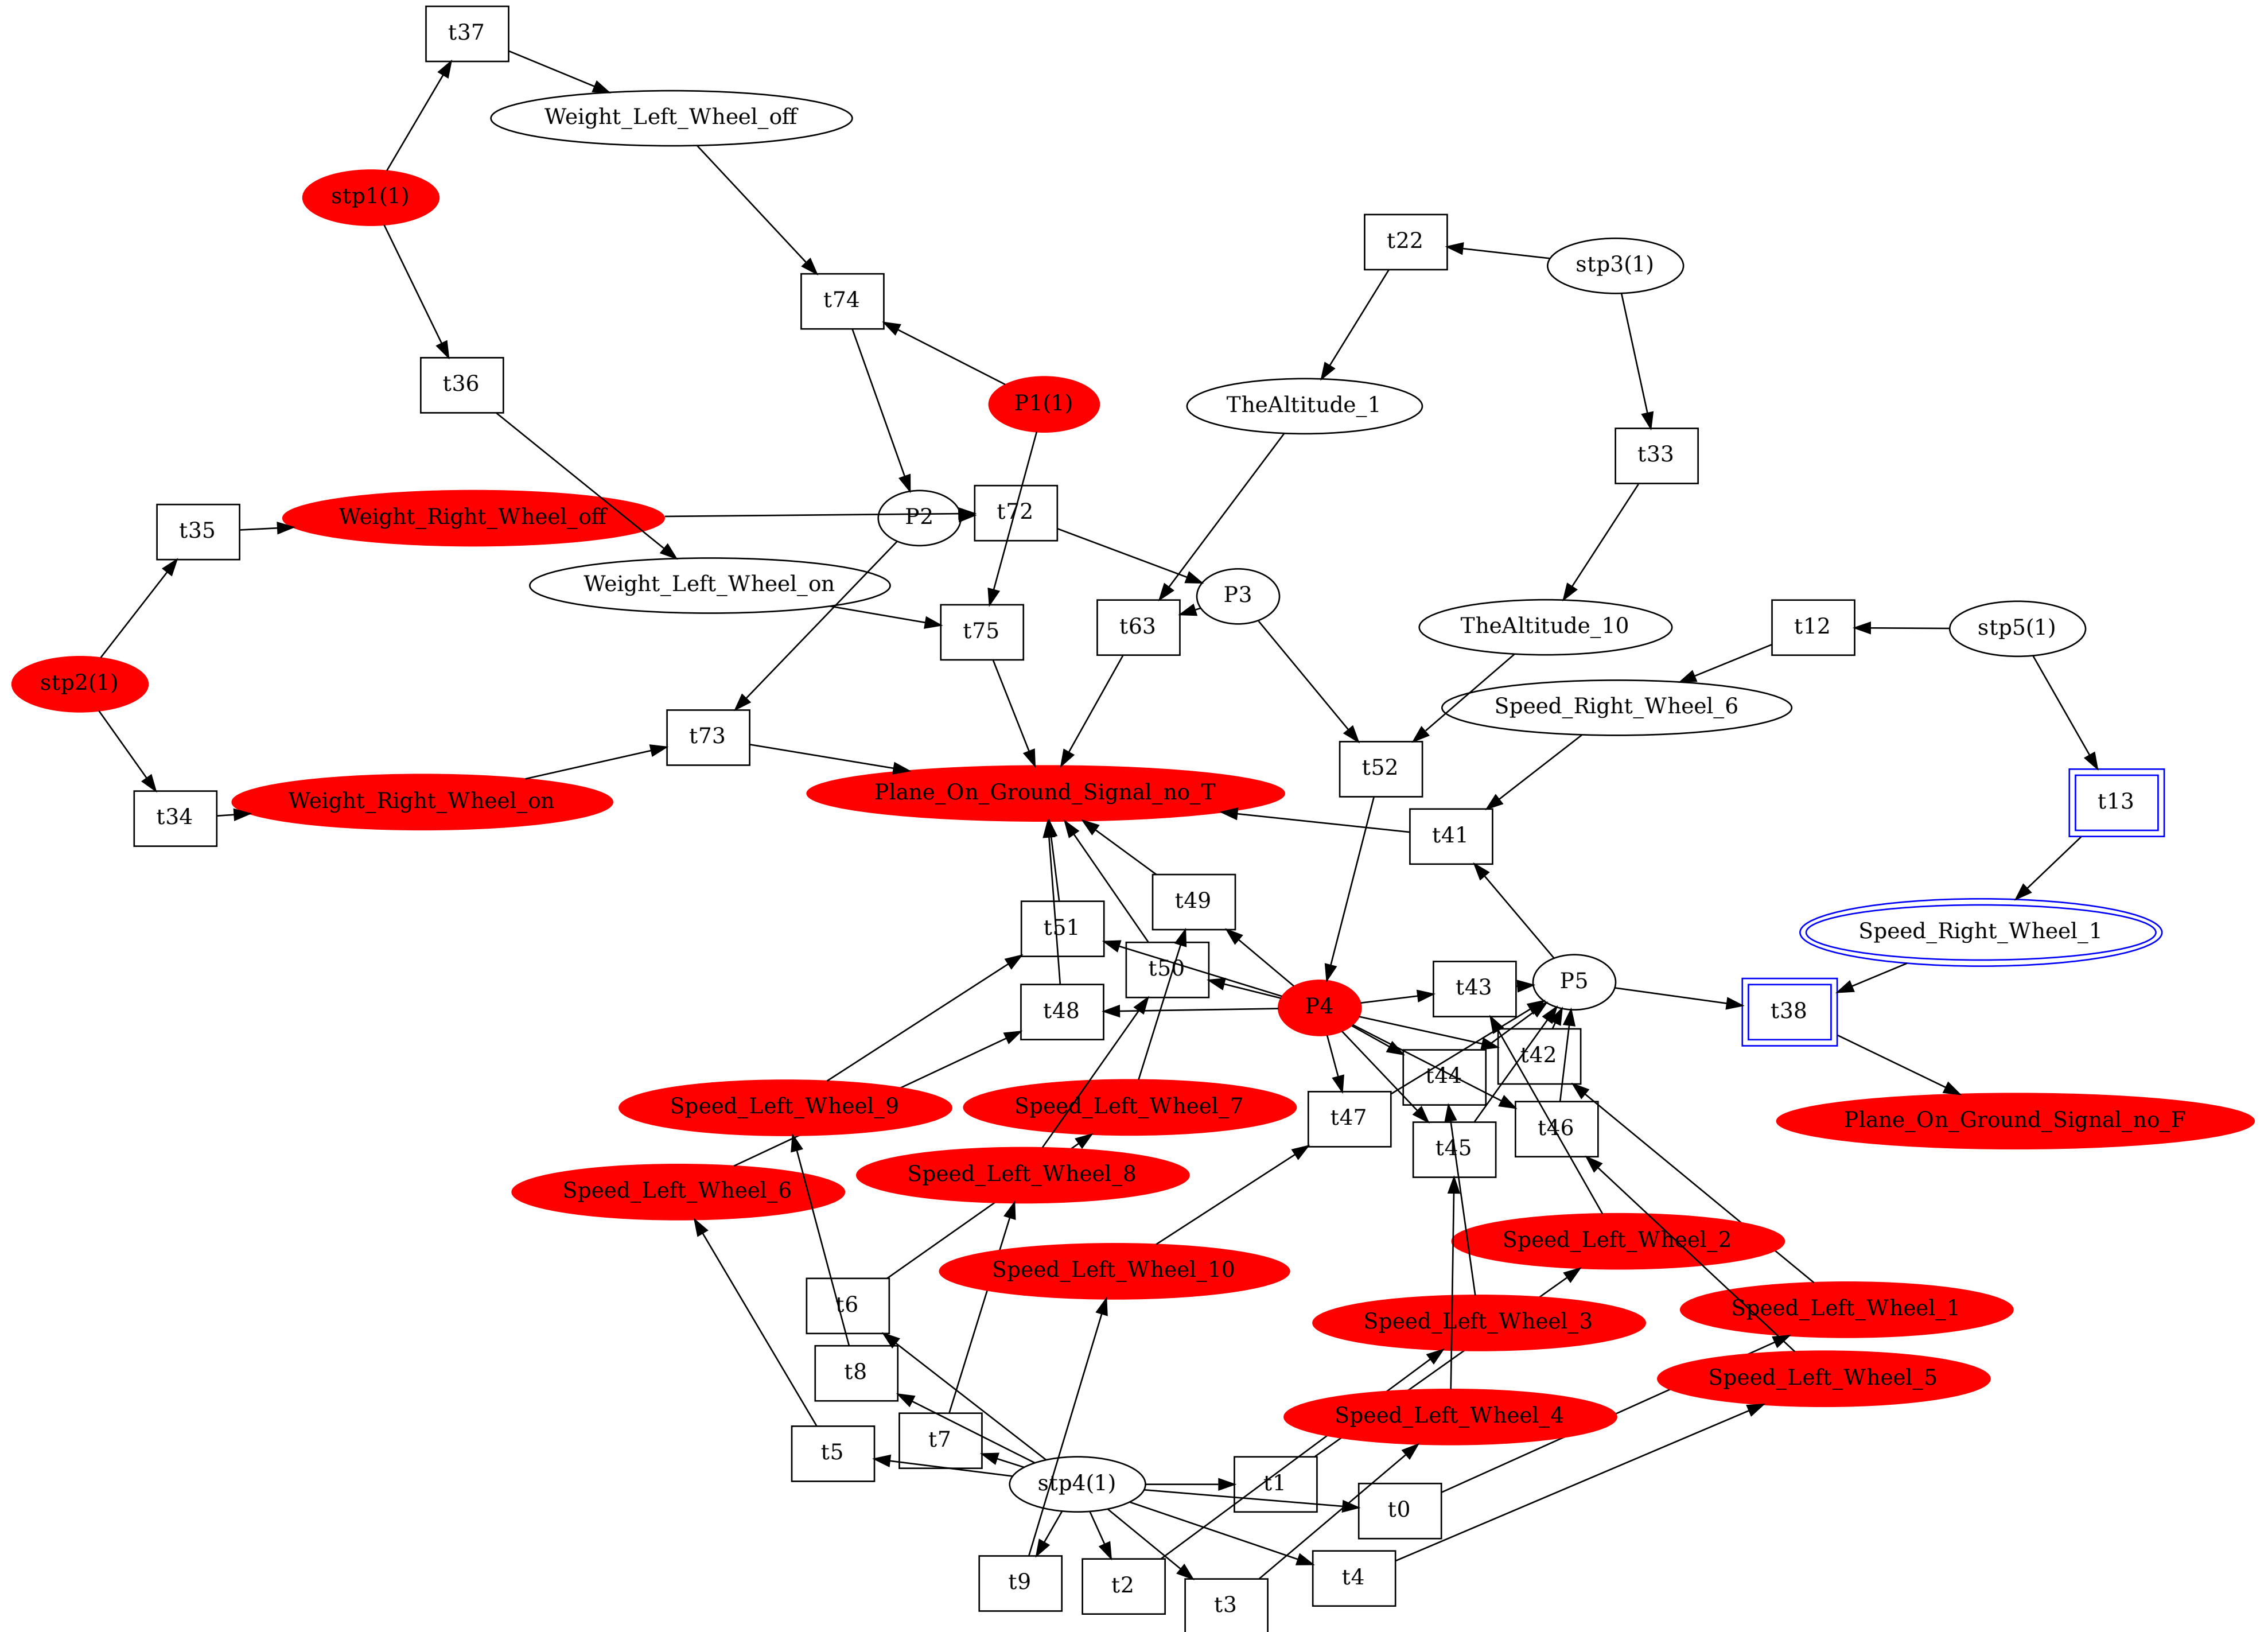 t37
Weight_Left_Wheel_off
stp1(1)
t22
stp3(1)
t74
t36
P1(1)
TheAltitude_1
t33
t35
Weight_Right_Wheel_off
P2
t72
Weight_Left_Wheel_on
P3
t75
t63
TheAltitude_10
t12
stp5(1)
stp2(1)
Speed_Right_Wheel_6
t73
t52
t34
Weight_Right_Wheel_on
Plane_On_Ground_Signal_no_T
t13
t41
t49
t51
Speed_Right_Wheel_1
t50
t43
P5
t48
P4
t38
t42
t44
Speed_Left_Wheel_9
Speed_Left_Wheel_7
t47
t46
Plane_On_Ground_Signal_no_F
t45
Speed_Left_Wheel_8
Speed_Left_Wheel_6
Speed_Left_Wheel_2
Speed_Left_Wheel_10
t6
Speed_Left_Wheel_3
Speed_Left_Wheel_1
t8
Speed_Left_Wheel_5
Speed_Left_Wheel_4
t5
t7
stp4(1)
t1
t0
t9
t2
t4
t3